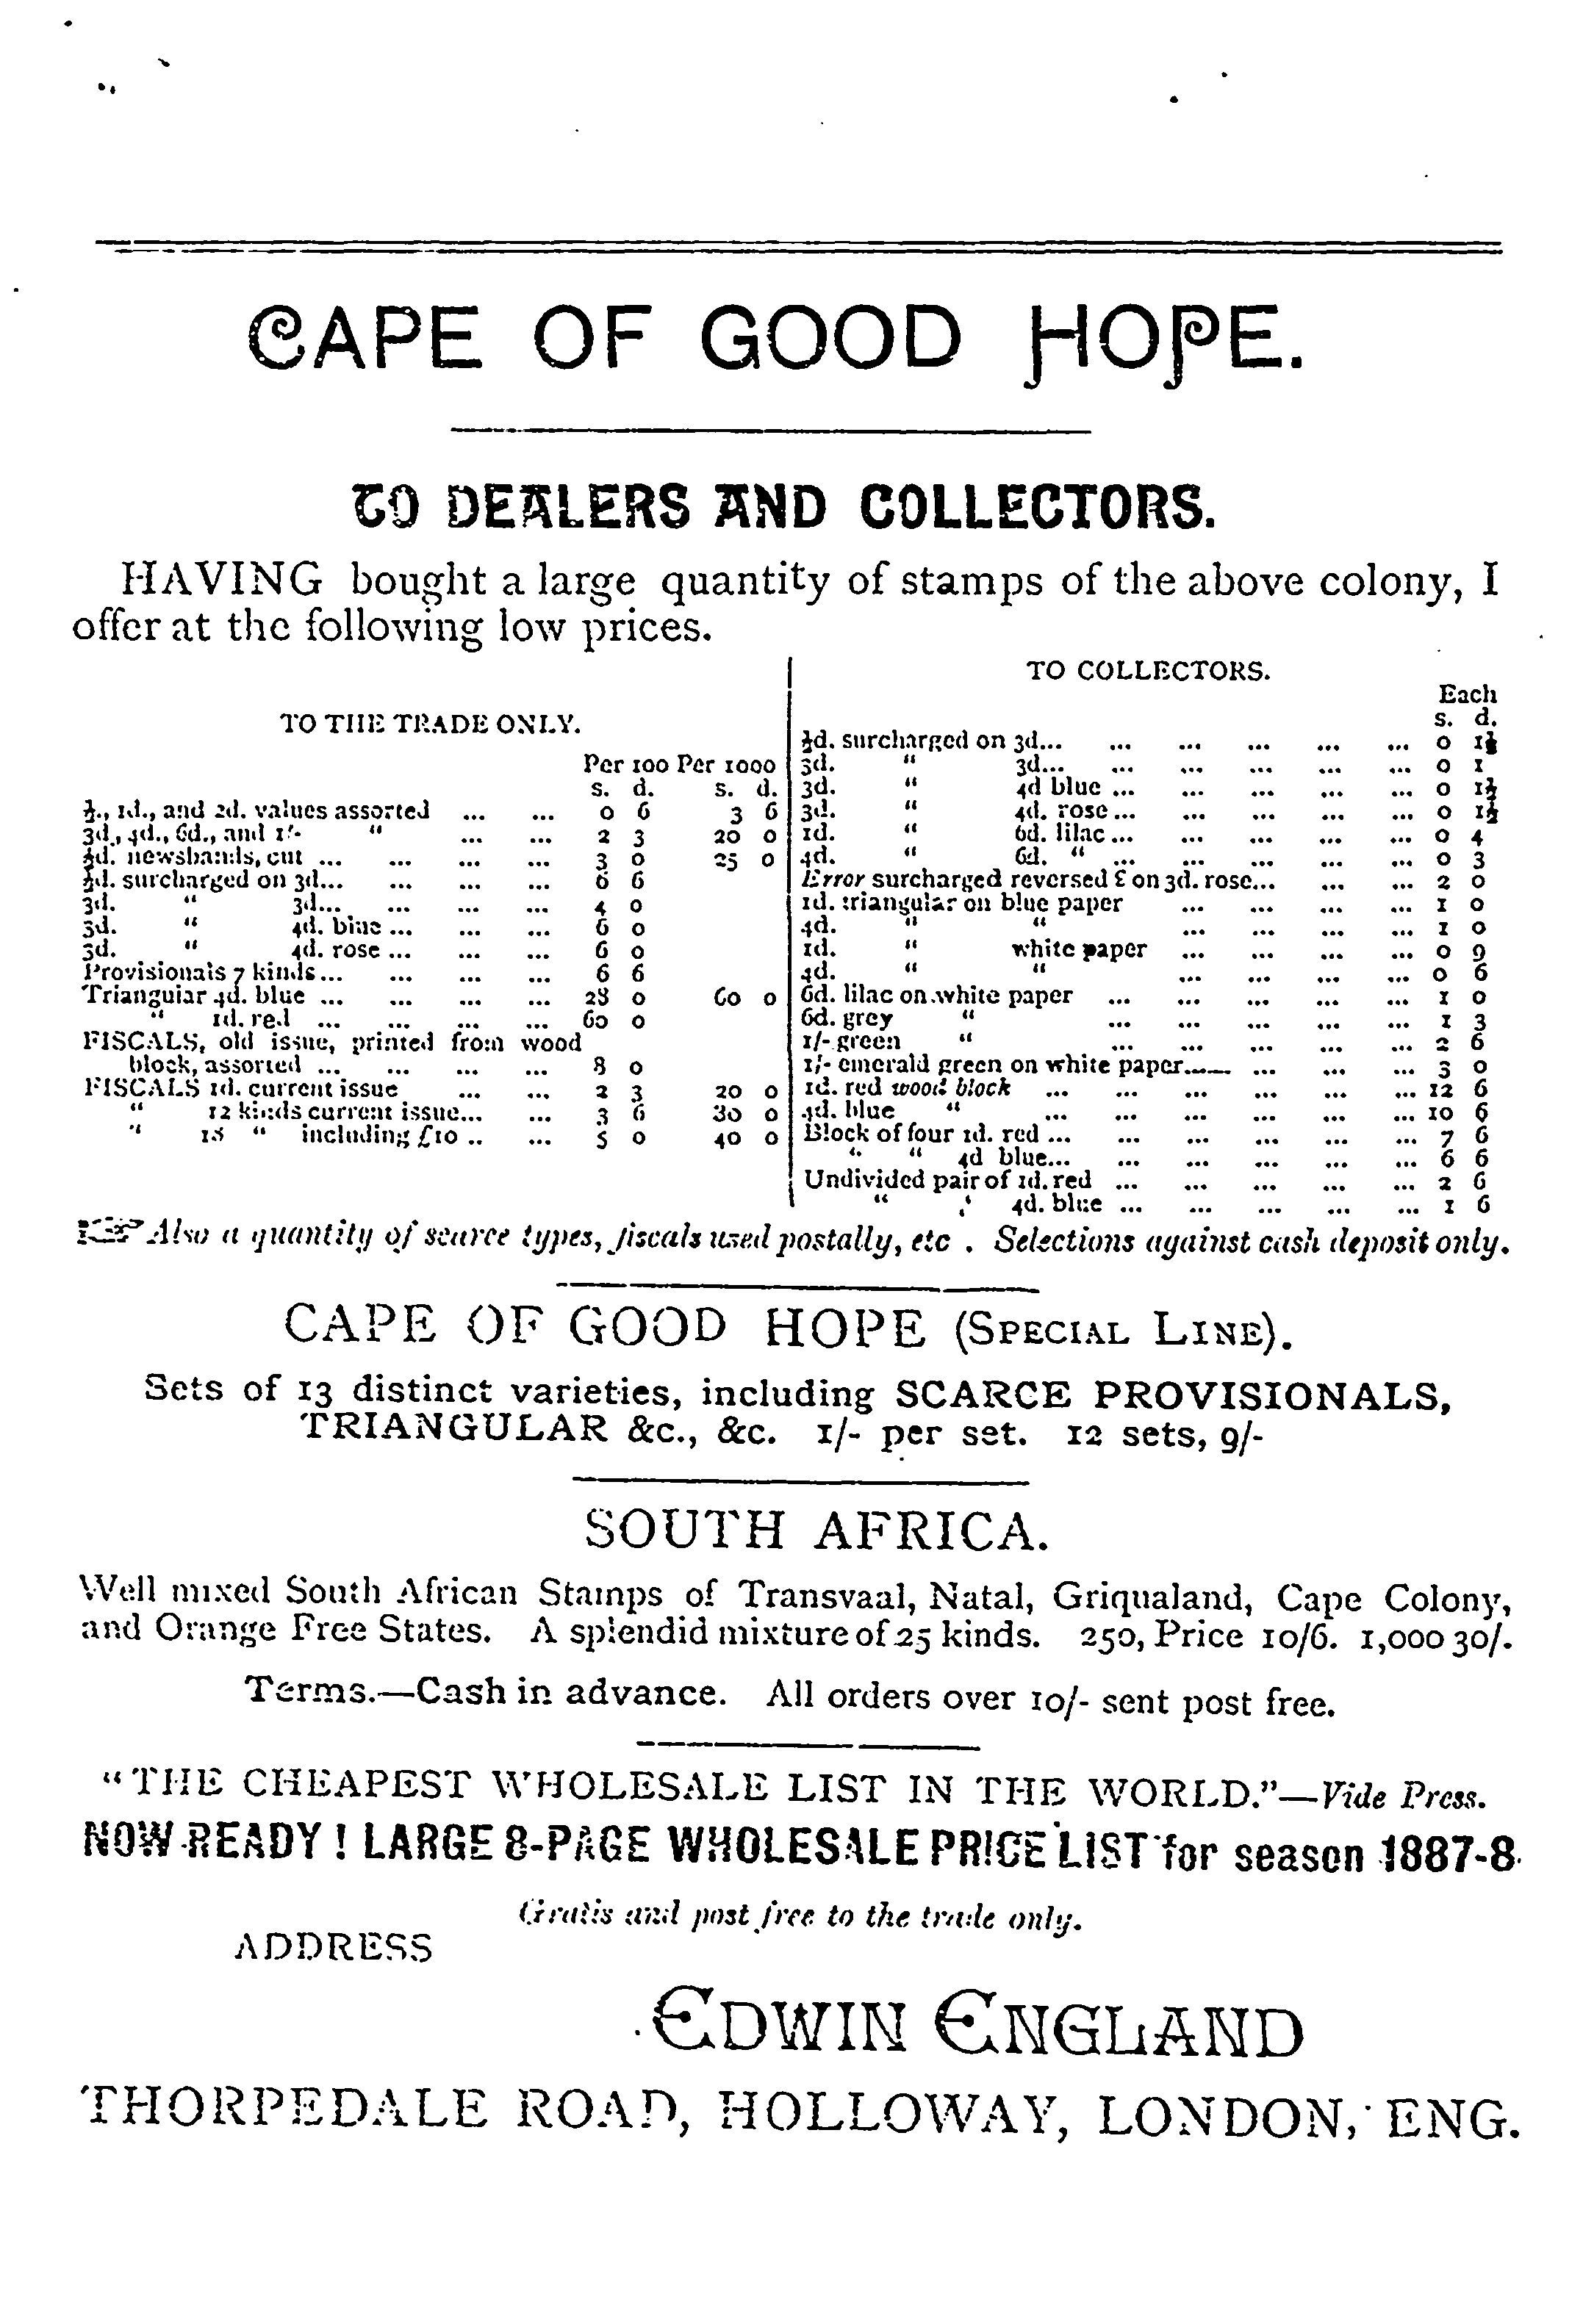 CAPE OF GOOD HOPE.
TO DEALERS AND COLLECTORS.
HAVING bought a large quantity of stamps of the above colony, I
offer at the following low prices.
TO THE TRADE ONLY.
Per 100 Per 1000
s. d. s. d.
½., 1d., and 2d. values assorted ... ... 0 6 3 6
3d., 4d., 6d., and 1/- " ... ... 2 3 20 0
½d. newsbands, cut ... ... ... ... 3 0 25 0
½d. surcharged on 3d... ... ... ... 6 6
3d. " 3d... ... ... ... 4 0
3d. " 4d. blue ... ... ... 6 0
3d. " 4d. rose ... ... ... 6 0
Provisionals 7 kinds... ... ... ... 6 6
Triangular 4d. blue ... ... ... ... 28 0 60 0
" 1d. red ... ... ... ... 60 0
FISCALS, old issue, printed from wood
block, assorted ... ... ... ... 8 0
FISCALS 1d. current issue ... ... 2 3 20 0
" 12 kinds current issue... ... 3 6 30 0
" 18 " including £10 .. ... 5 0 40 0
TO COLLECTORS.
Each
s. d.
½d. surcharged on 3d... ... ... ... ... ... 0 1½
3d. " 3d... ... ... ... ... ... 0 1
3d. " 4d blue ... ... ... ... ... 0 1½
3d. " 4d. rose... ... ... ... ... 0 1½
1d. " 6d. lilac... ... ... ... ... 0 4
4d. " 6d. " ... ... ... ... ... 0 3
Error surcharged reversed £ on 3d. rose... ... ... 2 0
1d. triangular on blue paper ... ... ... ... 1 0
4d. " " ... ... ... ... 1 0
1d. " white paper ... ... ... ... 0 9
4d. " " ... ... ... ... 0 6
6d. lilac on white paper ... ... ... ... ... 1 0
6d. grey " ... ... ... ... ... 1 3
1/- green " ... ... ... ... ... 2 6
1/- emerald green on white paper... ... ... ... 3 0
1d. red wood block ... ... ... ... ... ... 12 6
4d. blue " ... ... ... ... ... ... 10 6
Block of four 1d. red ... ... ... ... ... ... 7 6
" " 4d blue... ... ... ... ... ... 6 6
Undivided pair of 1d. red ... ... ... ... ... 2 6
" " 4d. blue ... ... ... ... ... 1 6
☞ Also a quantity of scarce types, fiscals used postally, etc . Selections against cash deposit only.
CAPE OF GOOD HOPE (SPECIAL LINE).
Sets of 13 distinct varieties, including SCARCE PROVISIONALS,
TRIANGULAR &c., &c. 1/- per set. 12 sets, 9/-
SOUTH AFRICA.
Well mixed South African Stamps of Transvaal, Natal, Griqualand, Cape Colony,
and Orange Free States. A splendid mixture of 25 kinds. 250, Price 10/6. 1,000 30/.
Terms.—Cash in advance. All orders over 10/- sent post free.
"THE CHEAPEST WHOLESALE LIST IN THE WORLD."—Vide Press.
NOW READY! LARGE 8-PAGE WHOLESALE PRICE LIST for season 1887-8
Gratis and post free to the trade only.
ADDRESS
EDWIN ENGLAND
THORPEDALE ROAD, HOLLOWAY, LONDON, ENG.